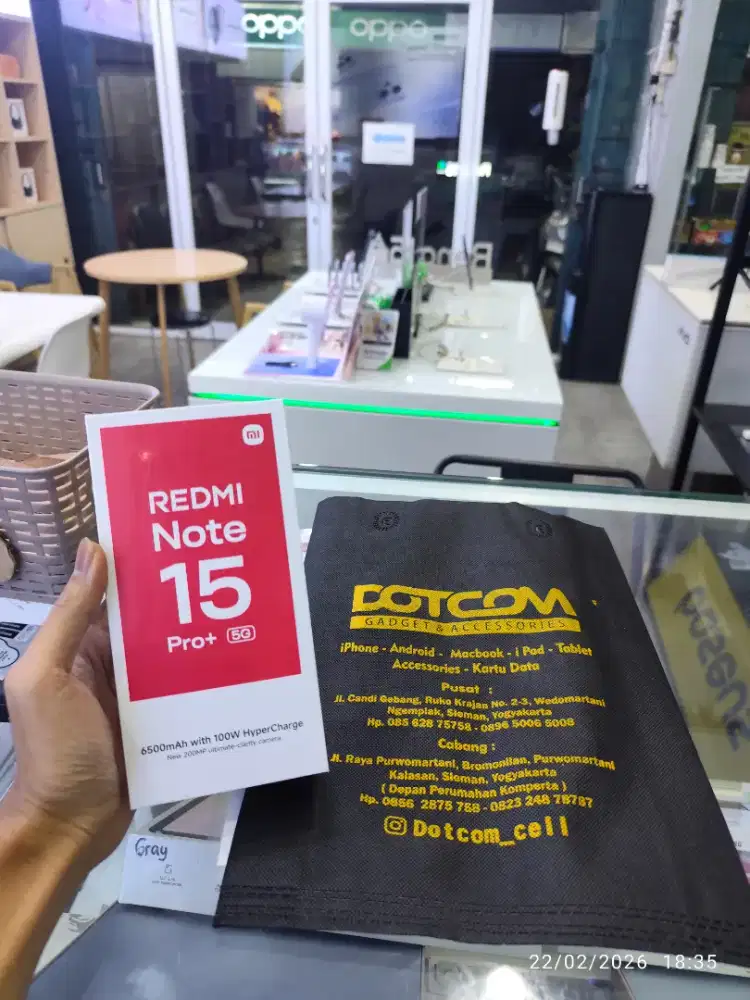 oppo
oppo
mi
REDMI
Note
15
Pro+ 5G
6500mAh with 100W HyperCharge
New 200MP ultimate-clarity camera
DOTCOM
GADGET & ACCESSORIES
iPhone - Android - Macbook - i Pad - Tablet
Accessories - Kartu Data
Pusat :
Jl. Candi Gebang, Ruko Krajan No. 2-3, Wedomartani
Ngemplak, Sleman, Yogyakarta
Hp. 085 628 75758 - 0896 5006 5008
Cabang :
Jl. Raya Purwomartani, Bromonilan, Purwomartani
Kalasan, Sleman, Yogyakarta
( Depan Perumahan Komperta )
Hp. 0856 2875 758 - 0823 248 78787
Dotcom_cell
Gray
22/02/2026 18:35